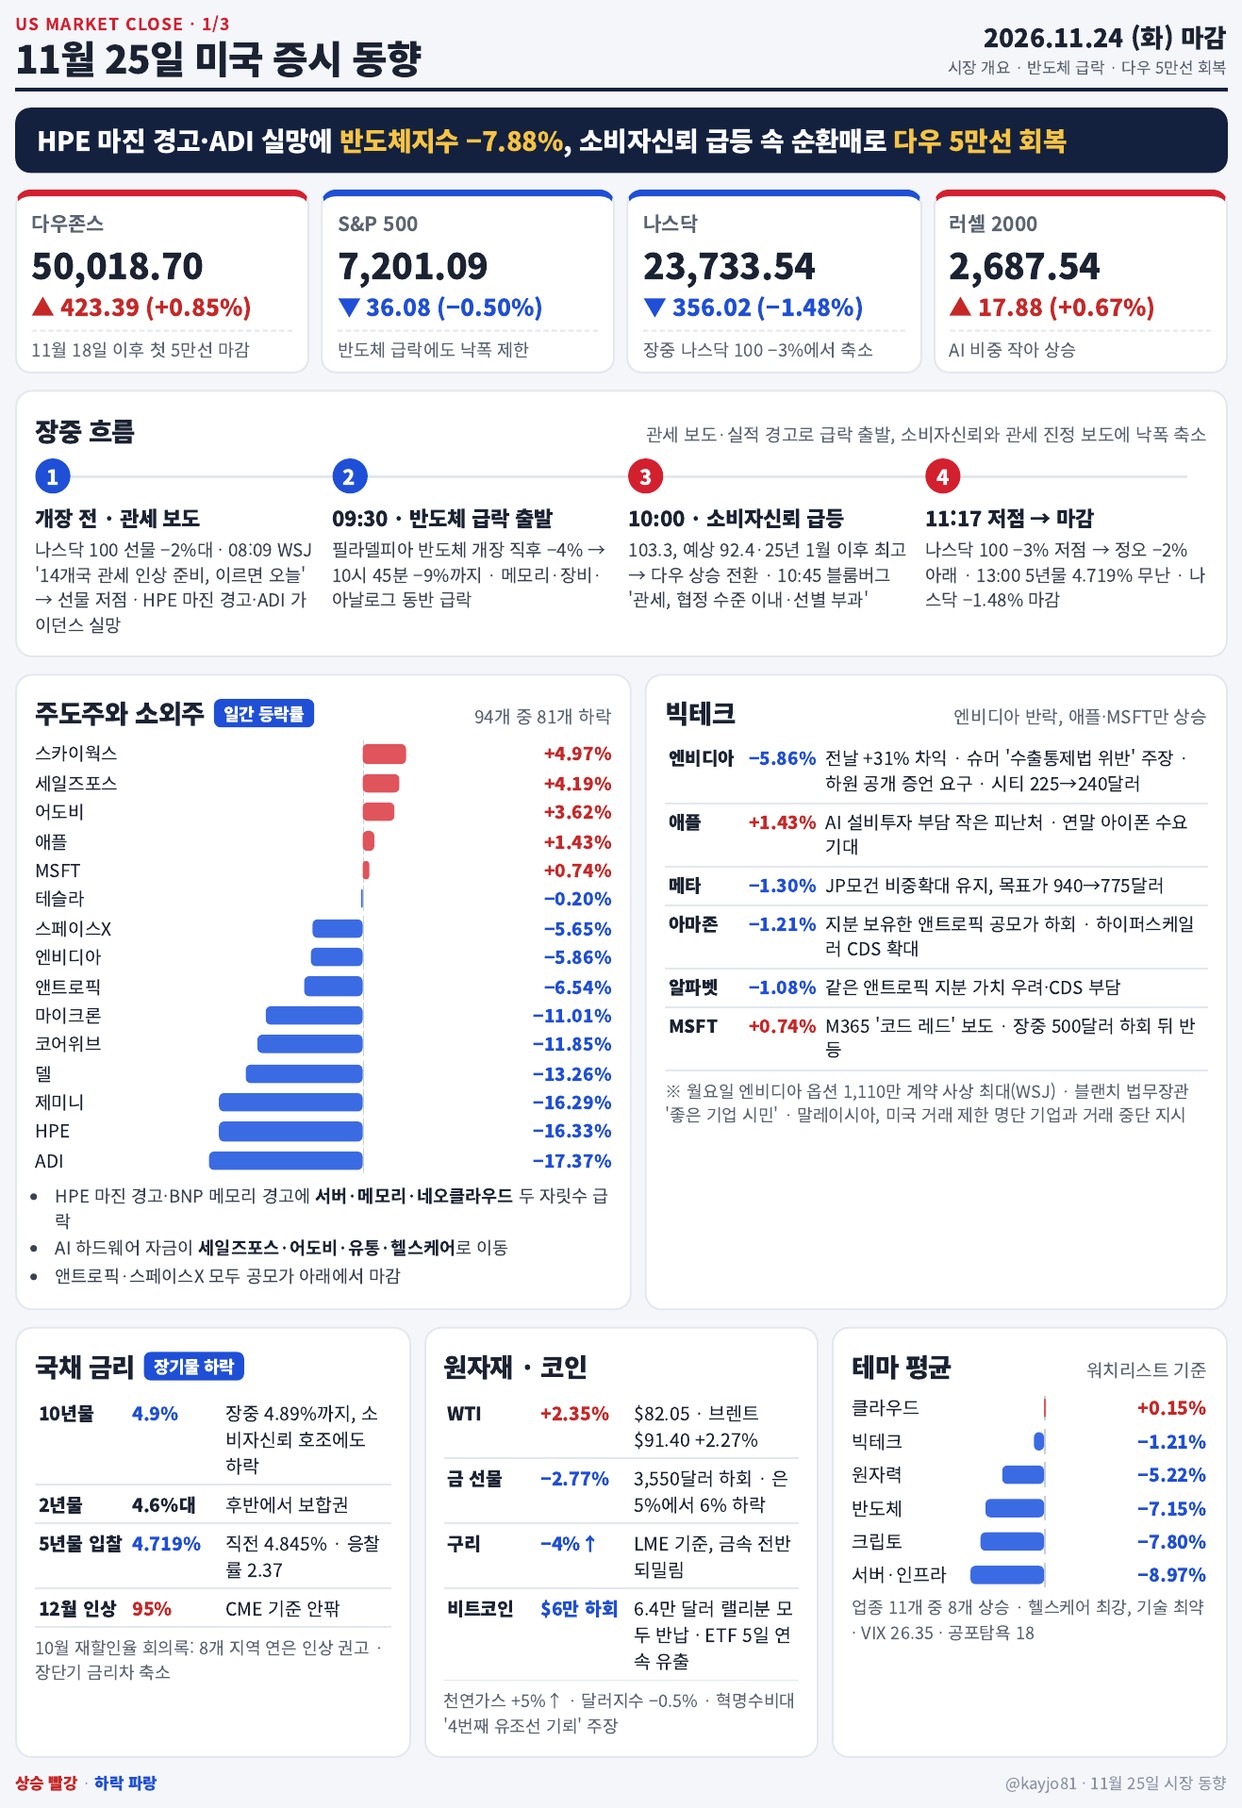 US MARKET CLOSE · 1/3
11월 25일 미국 증시 동향
2026.11.24 (화) 마감
시장 개요 · 반도체 급락 · 다우 5만선 회복
HPE 마진 경고·ADI 실망에 반도체지수 −7.88%, 소비자신뢰 급등 속 순환매로 다우 5만선 회복
다우존스
50,018.70
▲ 423.39 (+0.85%)
11월 18일 이후 첫 5만선 마감
S&P 500
7,201.09
▼ 36.08 (−0.50%)
반도체 급락에도 낙폭 제한
나스닥
23,733.54
▼ 356.02 (−1.48%)
장중 나스닥 100 −3%에서 축소
러셀 2000
2,687.54
▲ 17.88 (+0.67%)
AI 비중 작아 상승
장중 흐름
관세 보도·실적 경고로 급락 출발, 소비자신뢰와 관세 진정 보도에 낙폭 축소
1
개장 전 · 관세 보도
나스닥 100 선물 −2%대 · 08:09 WSJ
'14개국 관세 인상 준비, 이르면 오늘'
→ 선물 저점 · HPE 마진 경고·ADI 가
이던스 실망
2
09:30 · 반도체 급락 출발
필라델피아 반도체 개장 직후 −4% →
10시 45분 −9%까지 · 메모리·장비·
아날로그 동반 급락
3
10:00 · 소비자신뢰 급등
103.3, 예상 92.4·25년 1월 이후 최고
→ 다우 상승 전환 · 10:45 블룸버그
'관세, 협정 수준 이내·선별 부과'
4
11:17 저점 → 마감
나스닥 100 −3% 저점 → 정오 −2%
아래 · 13:00 5년물 4.719% 무난 · 나
스닥 −1.48% 마감
주도주와 소외주 일간 등락률
94개 중 81개 하락
스카이웍스 +4.97%
세일즈포스 +4.19%
어도비 +3.62%
애플 +1.43%
MSFT +0.74%
테슬라 −0.20%
스페이스X −5.65%
엔비디아 −5.86%
앤트로픽 −6.54%
마이크론 −11.01%
코어위브 −11.85%
델 −13.26%
제미니 −16.29%
HPE −16.33%
ADI −17.37%
• HPE 마진 경고·BNP 메모리 경고에 서버·메모리·네오클라우드 두 자릿수 급
락
• AI 하드웨어 자금이 세일즈포스·어도비·유통·헬스케어로 이동
• 앤트로픽·스페이스X 모두 공모가 아래에서 마감
빅테크
엔비디아 반락, 애플·MSFT만 상승
엔비디아 −5.86% 전날 +31% 차익 · 슈머 '수출통제법 위반' 주장 ·
하원 공개 증언 요구 · 시티 225→240달러
애플 +1.43% AI 설비투자 부담 작은 피난처 · 연말 아이폰 수요
기대
메타 −1.30% JP모건 비중확대 유지, 목표가 940→775달러
아마존 −1.21% 지분 보유한 앤트로픽 공모가 하회 · 하이퍼스케일
러 CDS 확대
알파벳 −1.08% 같은 앤트로픽 지분 가치 우려·CDS 부담
MSFT +0.74% M365 '코드 레드' 보도 · 장중 500달러 하회 뒤 반
등
※ 월요일 엔비디아 옵션 1,110만 계약 사상 최대(WSJ) · 블랜치 법무장관
'좋은 기업 시민' · 말레이시아, 미국 거래 제한 명단 기업과 거래 중단 지시
국채 금리 장기물 하락
10년물 4.9% 장중 4.89%까지, 소
비자신뢰 호조에도
하락
2년물 4.6%대 후반에서 보합권
5년물 입찰 4.719% 직전 4.845% · 응찰
률 2.37
12월 인상 95% CME 기준 안팎
10월 재할인율 회의록: 8개 지역 연은 인상 권고 ·
장단기 금리차 축소
원자재 · 코인
WTI +2.35% $82.05 · 브렌트
$91.40 +2.27%
금 선물 −2.77% 3,550달러 하회 · 은
5%에서 6% 하락
구리 −4%↑ LME 기준, 금속 전반
되밀림
비트코인 $6만 하회 6.4만 달러 랠리분 모
두 반납 · ETF 5일 연
속 유출
천연가스 +5%↑ · 달러지수 −0.5% · 혁명수비대
'4번째 유조선 기뢰' 주장
테마 평균
워치리스트 기준
클라우드 +0.15%
빅테크 −1.21%
원자력 −5.22%
반도체 −7.15%
크립토 −7.80%
서버·인프라 −8.97%
업종 11개 중 8개 상승 · 헬스케어 최강, 기술 최약
· VIX 26.35 · 공포탐욕 18
상승 빨강 · 하락 파랑
@kayjo81 · 11월 25일 시장 동향